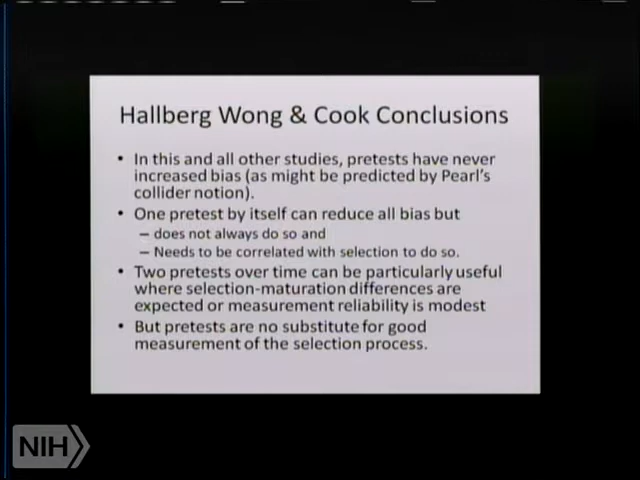 Hallberg Wong & Cook Conclusions
• In this and all other studies, pretests have never
increased bias (as might be predicted by Pearl's
collider notion).
• One pretest by itself can reduce all bias but
– does not always do so and
– Needs to be correlated with selection to do so.
• Two pretests over time can be particularly useful
where selection-maturation differences are
expected or measurement reliability is modest
• But pretests are no substitute for good
measurement of the selection process.
NIH